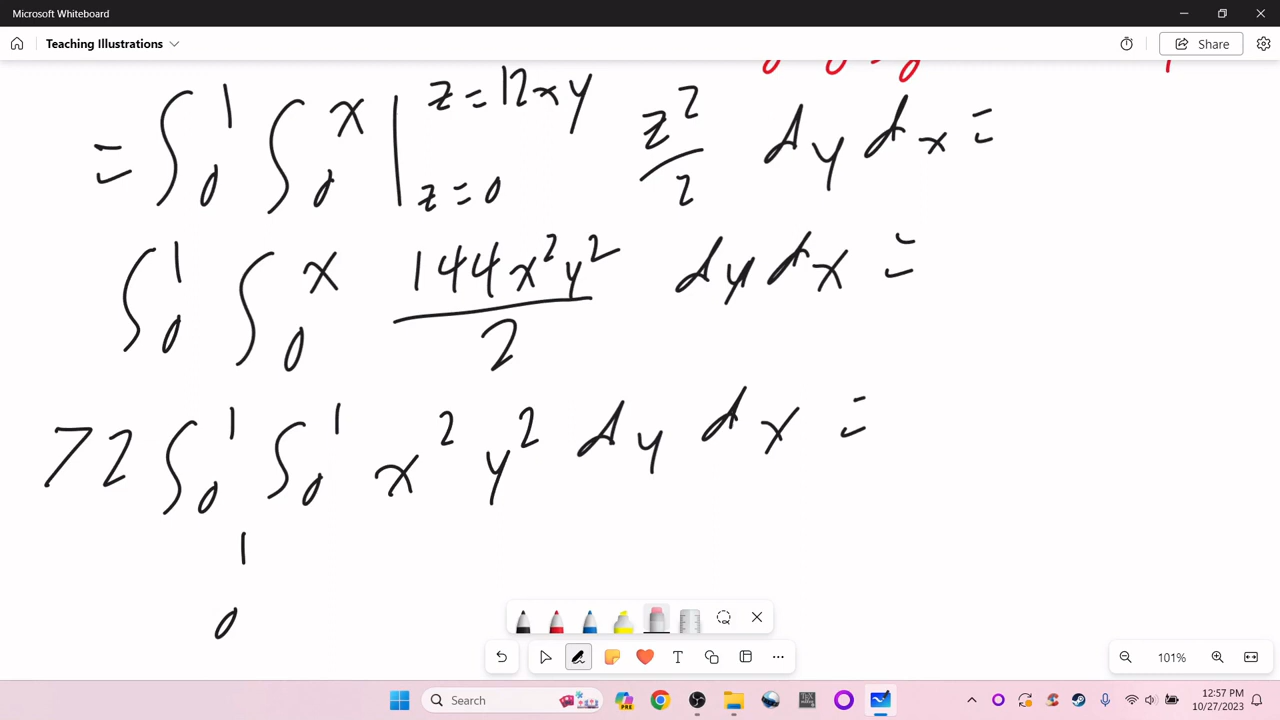 Microsoft Whiteboard
Teaching Illustrations
Share
= ∫₀¹ ∫₀ˣ |_{z=0}^{z=12xy} z²/2 dy dx =
∫₀¹ ∫₀ˣ 144x²y²/2 dy dx =
72 ∫₀¹ ∫₀¹ x² y² dy dx =
1
0
101%
Search
12:57 PM
10/27/2023